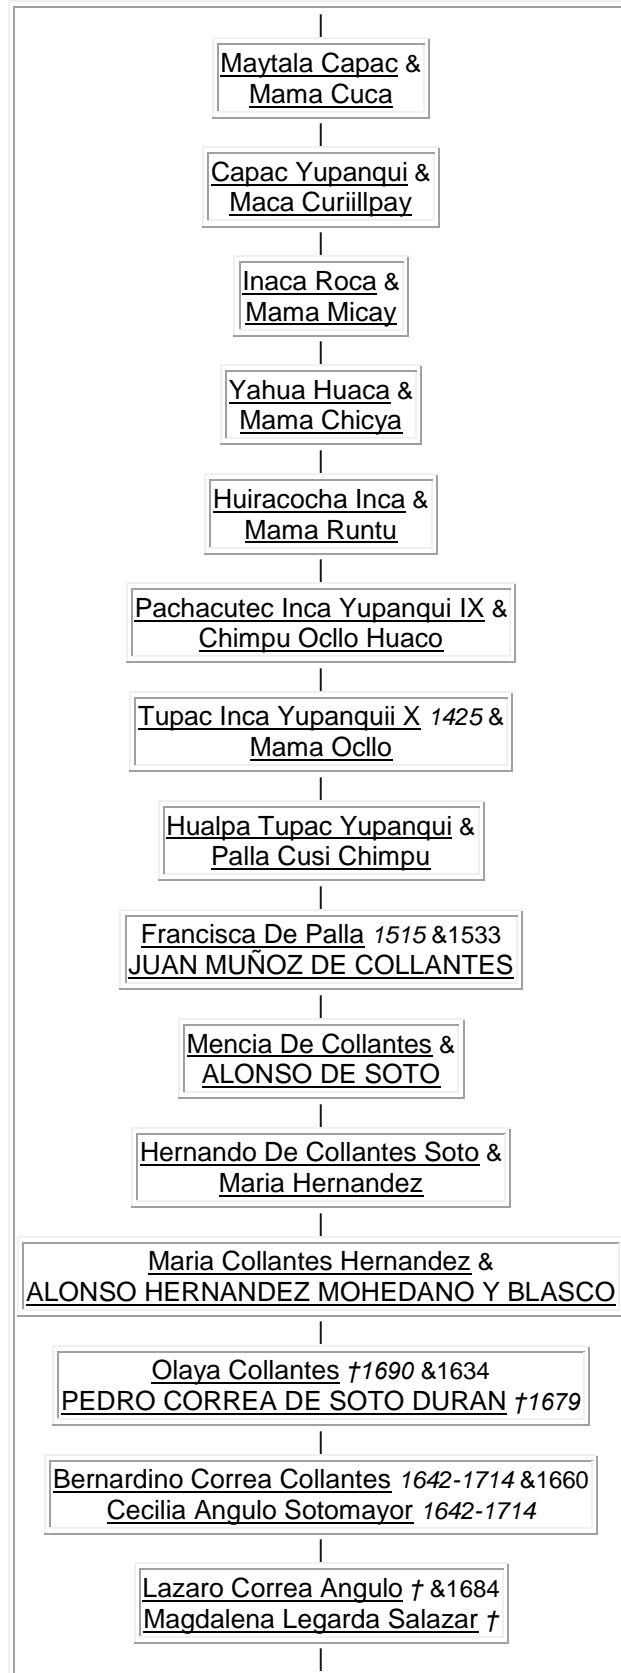 Maytala Capac &
Mama Cuca
Capac Yupanqui &
Maca Curiillpay
Inaca Roca &
Mama Micay
Yahua Huaca &
Mama Chicya
Huiracocha Inca &
Mama Runtu
Pachacutec Inca Yupanqui IX &
Chimpu Ocllo Huaco
Tupac Inca Yupanquii X 1425 &
Mama Ocllo
Hualpa Tupac Yupanqui &
Palla Cusi Chimpu
Francisca De Palla 1515 &1533
JUAN MUÑOZ DE COLLANTES
Mencia De Collantes &
ALONSO DE SOTO
Hernando De Collantes Soto &
Maria Hernandez
Maria Collantes Hernandez &
ALONSO HERNANDEZ MOHEDANO Y BLASCO
Olaya Collantes †1690 &1634
PEDRO CORREA DE SOTO DURAN †1679
Bernardino Correa Collantes 1642-1714 &1660
Cecilia Angulo Sotomayor 1642-1714
Lazaro Correa Angulo † &1684
Magdalena Legarda Salazar †